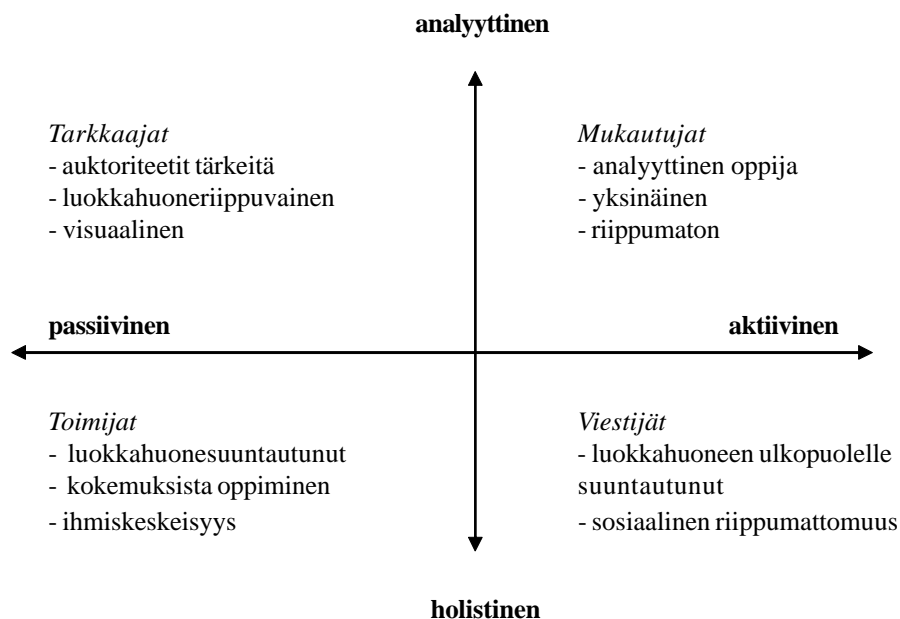 analyyttinen
Tarkkaajat
- auktoriteetit tärkeitä
- luokkahuoneriippuvainen
- visuaalinen
Mukautujat
- analyyttinen oppija
- yksinäinen
- riippumaton
passiivinen
aktiivinen
Toimijat
- luokkahuonesuuntautunut
- kokemuksista oppiminen
- ihmiskeskeisyys
Viestijät
- luokkahuoneen ulkopuolelle
suuntautunut
- sosiaalinen riippumattomuus
holistinen